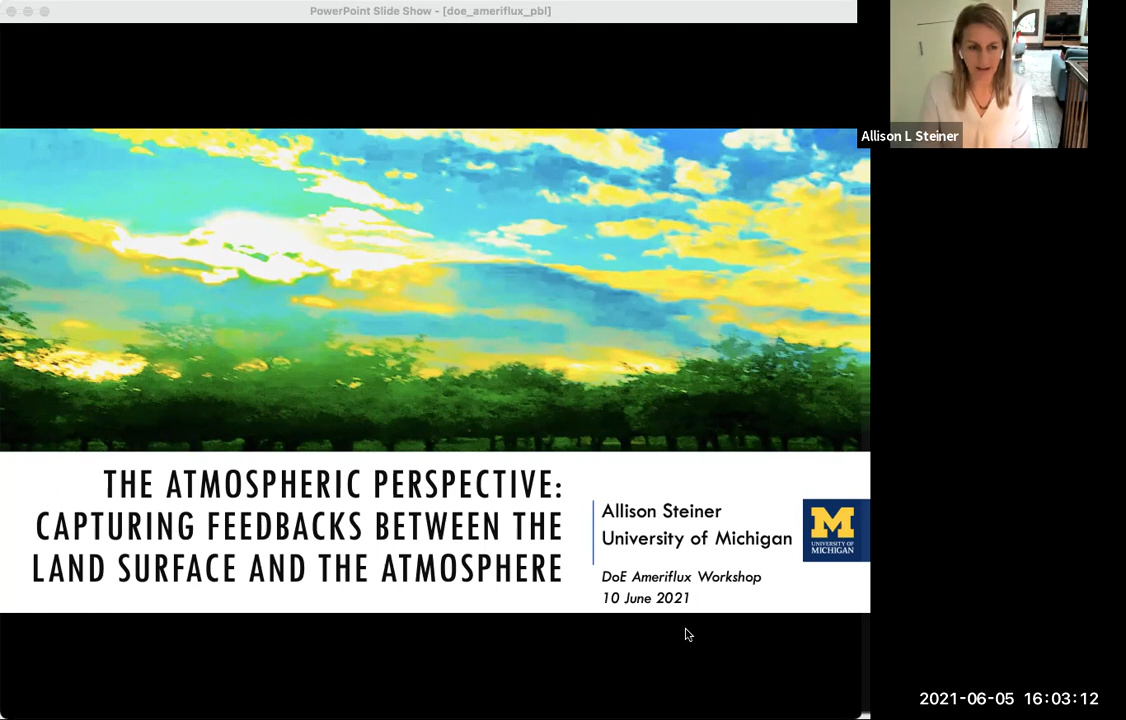 PowerPoint Slide Show - [doe_ameriflux_pbl]
Allison L Steiner
THE ATMOSPHERIC PERSPECTIVE:
CAPTURING FEEDBACKS BETWEEN THE
LAND SURFACE AND THE ATMOSPHERE
Allison Steiner
University of Michigan
DoE Ameriflux Workshop
10 June 2021
M
UNIVERSITY OF
MICHIGAN
2021-06-05 16:03:12